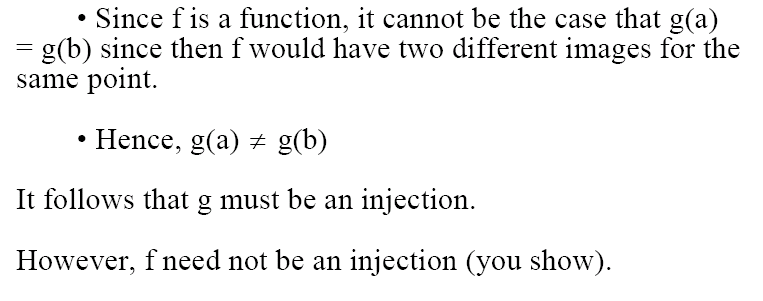 • Since f is a function, it cannot be the case that g(a)
= g(b) since then f would have two different images for the
same point.
• Hence, g(a) ≠ g(b)
It follows that g must be an injection.
However, f need not be an injection (you show).